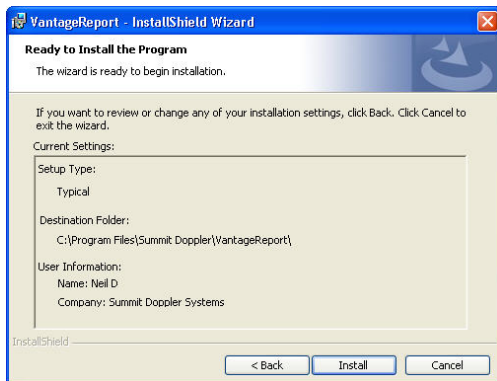 VantageReport - InstallShield Wizard
Ready to Install the Program
The wizard is ready to begin installation.
If you want to review or change any of your installation settings, click Back. Click Cancel to
exit the wizard.
Current Settings:
Setup Type:
Typical
Destination Folder:
C:\Program Files\Summit Doppler\VantageReport\
User Information:
Name: Neil D
Company: Summit Doppler Systems
InstallShield
< Back
Install
Cancel